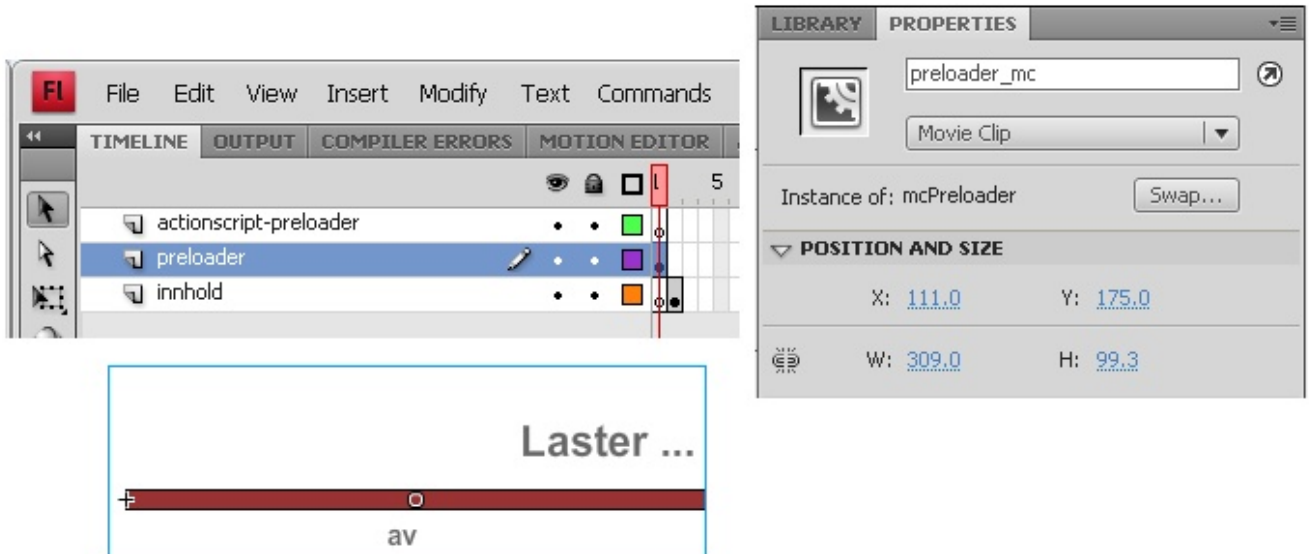 Fl File Edit View Insert Modify Text Commands
TIMELINE OUTPUT COMPILER ERRORS MOTION EDITOR
1 5
actionscript-preloader
preloader
innhold
Laster ...
av
LIBRARY PROPERTIES
preloader_mc
Movie Clip
Instance of: mcPreloader Swap...
POSITION AND SIZE
X: 111.0 Y: 175.0
W: 309.0 H: 99.3